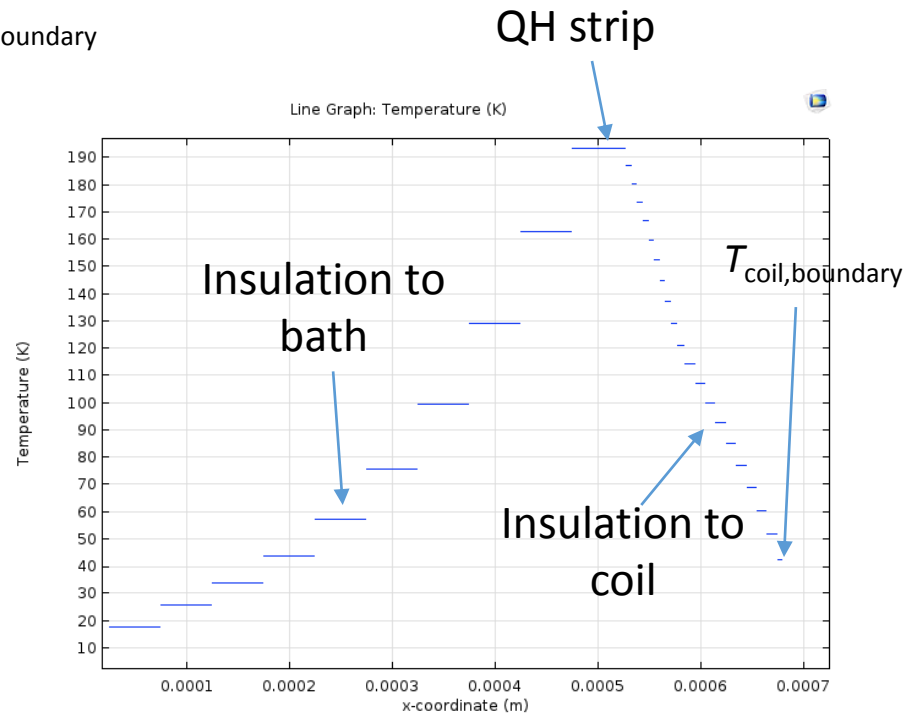 oundary
QH strip
Line Graph: Temperature (K)
Insulation to
bath
T coil,boundary
Insulation to
coil
Temperature (K)
190
180
170
160
150
140
130
120
110
100
90
80
70
60
50
40
30
20
10
0.0001 0.0002 0.0003 0.0004 0.0005 0.0006 0.0007
x-coordinate (m)